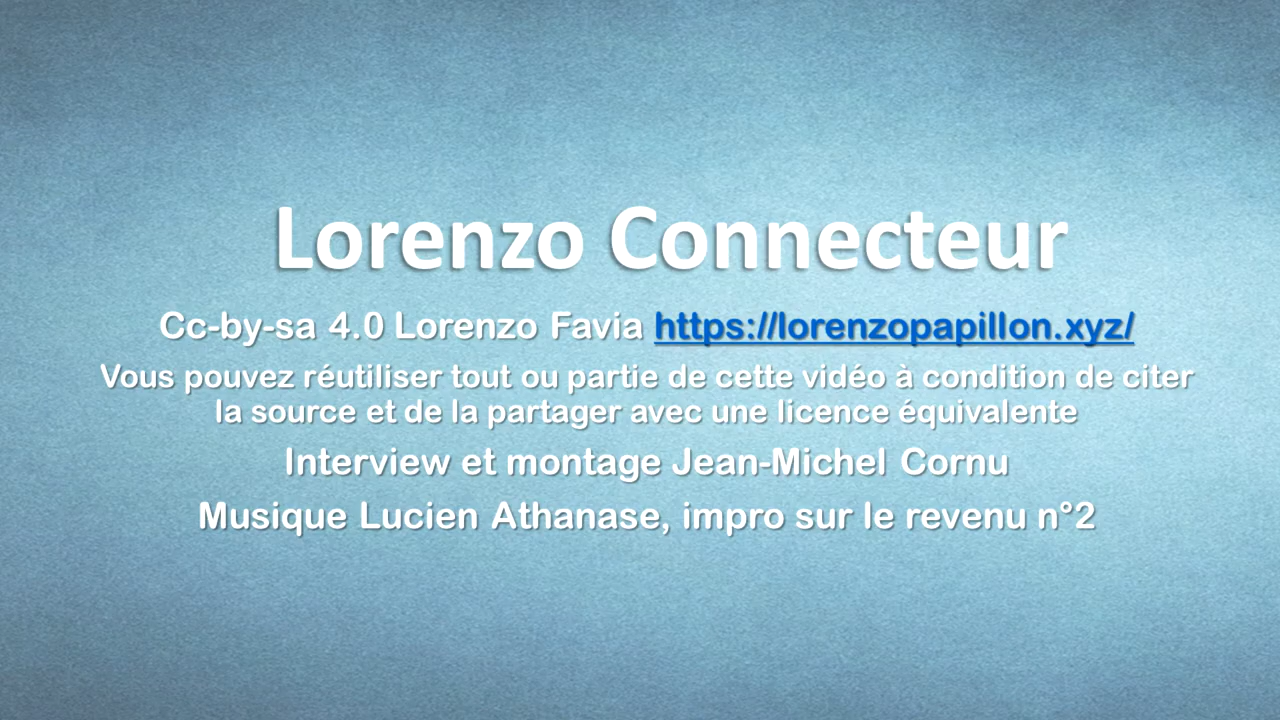 Lorenzo Connecteur
Cc-by-sa 4.0 Lorenzo Favia https://lorenzopapillon.xyz/
Vous pouvez réutiliser tout ou partie de cette vidéo à condition de citer
la source et de la partager avec une licence équivalente
Interview et montage Jean-Michel Cornu
Musique Lucien Athanase, impro sur le revenu n°2